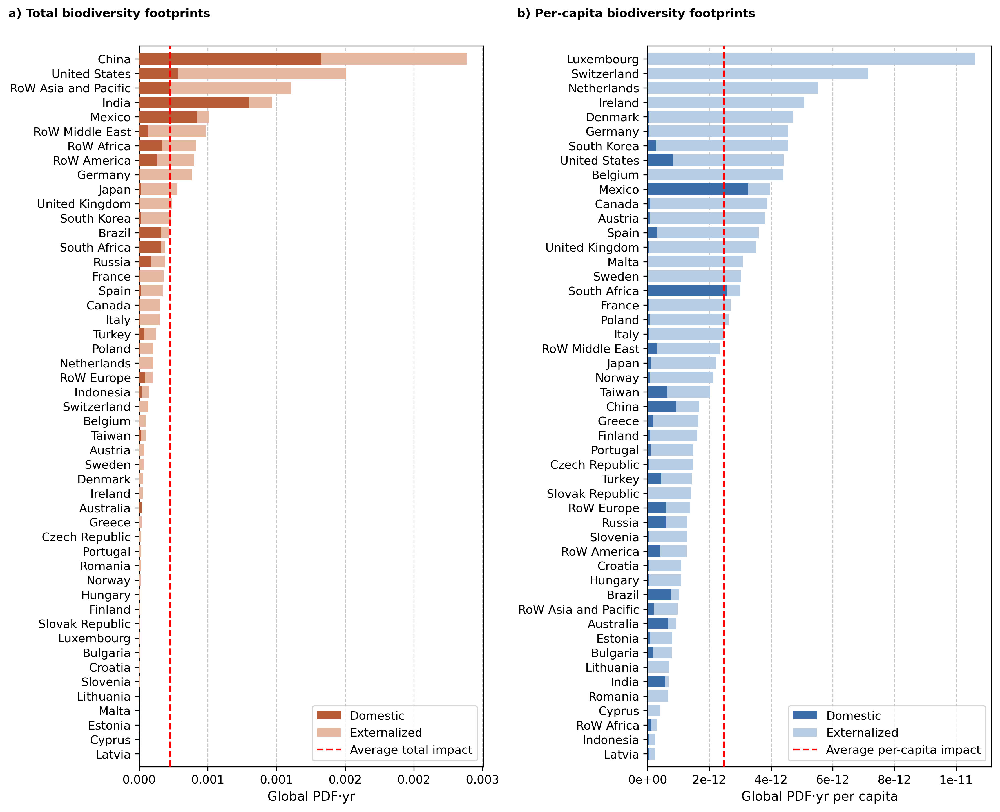 a) Total biodiversity footprints
China
United States
RoW Asia and Pacific
India
Mexico
RoW Middle East
RoW Africa
RoW America
Germany
Japan
United Kingdom
South Korea
Brazil
South Africa
Russia
France
Spain
Canada
Italy
Turkey
Poland
Netherlands
RoW Europe
Indonesia
Switzerland
Belgium
Taiwan
Austria
Sweden
Denmark
Ireland
Australia
Greece
Czech Republic
Portugal
Romania
Norway
Hungary
Finland
Slovak Republic
Luxembourg
Bulgaria
Croatia
Slovenia
Lithuania
Malta
Estonia
Cyprus
Latvia
Domestic
Externalized
Average total impact
0.000 0.001 0.001 0.002 0.002 0.003
Global PDF·yr
b) Per-capita biodiversity footprints
Luxembourg
Switzerland
Netherlands
Ireland
Denmark
Germany
South Korea
United States
Belgium
Mexico
Canada
Austria
Spain
United Kingdom
Malta
Sweden
South Africa
France
Poland
Italy
RoW Middle East
Japan
Norway
Taiwan
China
Greece
Finland
Portugal
Czech Republic
Turkey
Slovak Republic
RoW Europe
Russia
Slovenia
RoW America
Croatia
Hungary
Brazil
RoW Asia and Pacific
Australia
Estonia
Bulgaria
Lithuania
India
Romania
Cyprus
RoW Africa
Indonesia
Latvia
Domestic
Externalized
Average per-capita impact
0e+00 2e-12 4e-12 6e-12 8e-12 1e-11
Global PDF·yr per capita